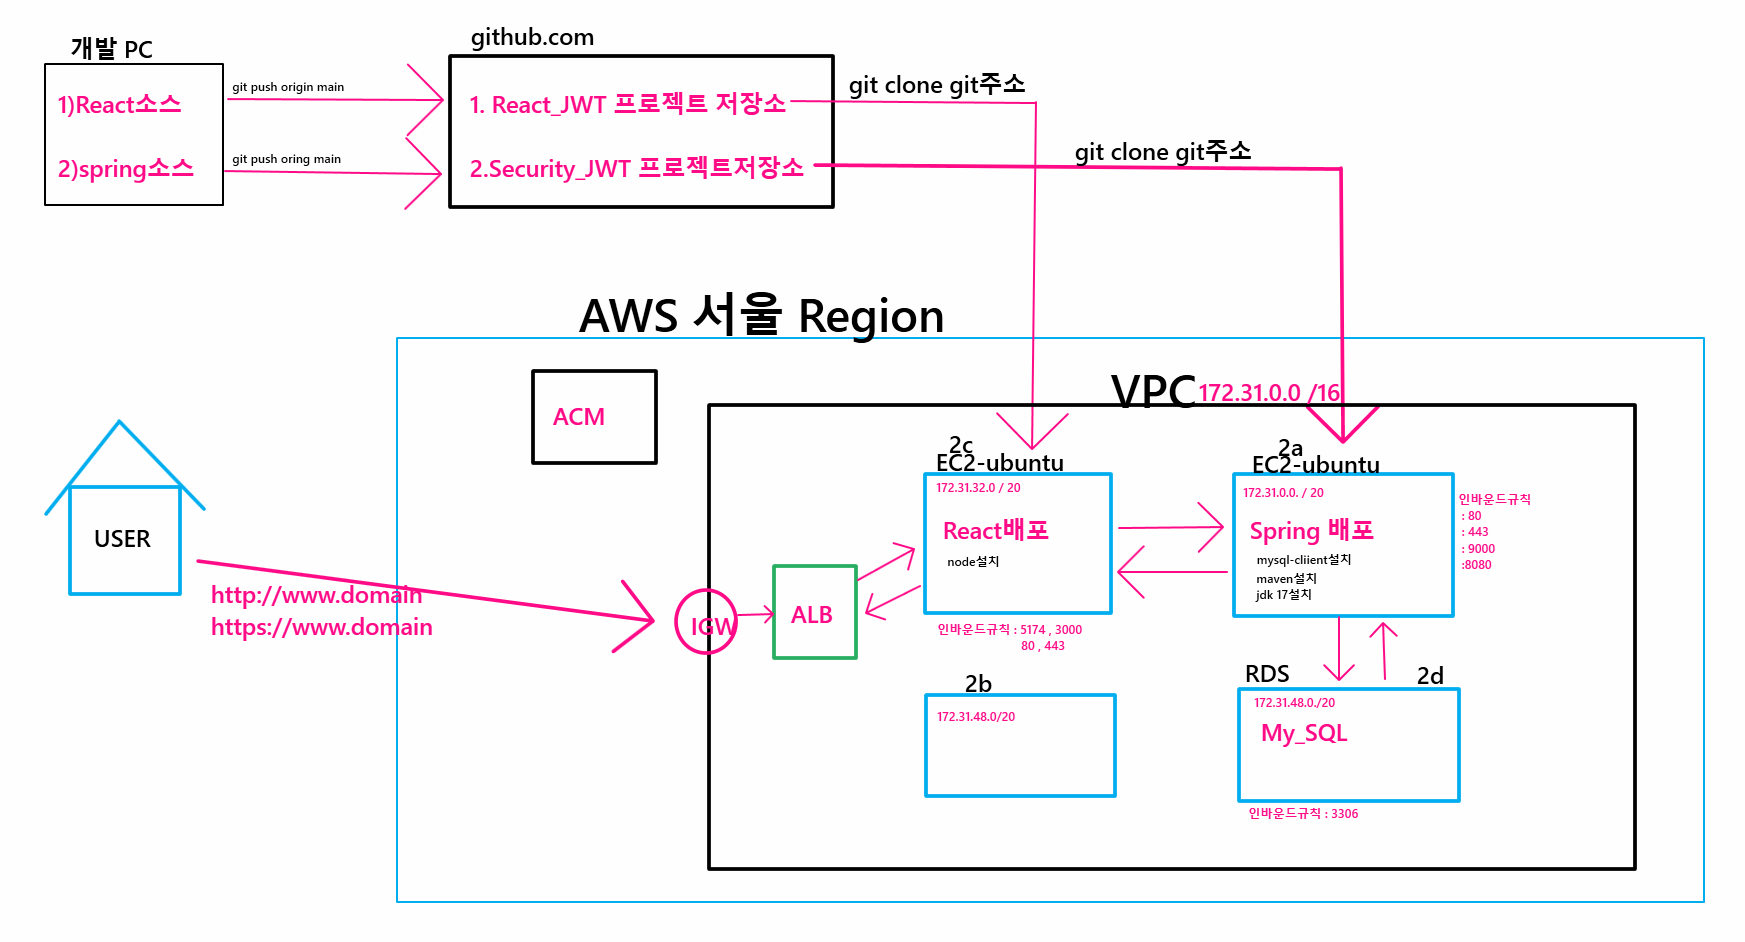 개발 PC
1)React소스
2)spring소스
git push origin main
git push oring main
github.com
1. React_JWT 프로젝트 저장소
2.Security_JWT 프로젝트저장소
git clone git주소
git clone git주소
AWS 서울 Region
ACM
VPC
172.31.0.0 /16
USER
http://www.domain
https://www.domain
IGW
ALB
2c
EC2-ubuntu
172.31.32.0 / 20
React배포
node설치
인바운드규칙 : 5174 , 3000
80 , 443
2a
EC2-ubuntu
172.31.0.0. / 20
Spring 배포
mysql-cliient설치
maven설치
jdk 17설치
인바운드규칙
: 80
: 443
: 9000
:8080
2b
172.31.48.0/20
RDS
2d
172.31.48.0./20
My_SQL
인바운드규칙 : 3306